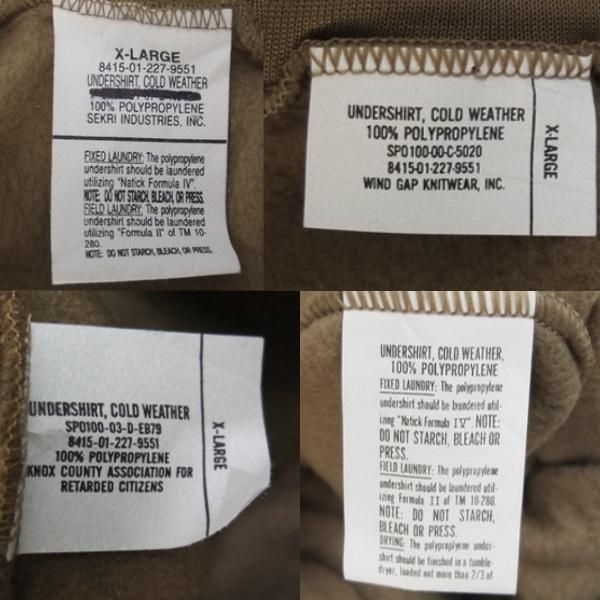 X-LARGE
8415-01-227-9551
UNDERSHIRT, COLD WEATHER
100% POLYPROPYLENE
SEKRI INDUSTRIES, INC.
FIXED LAUNDRY: The polypropylene
undershirt should be laundered
utilizing "Natick Formula IV".
NOTE: DO NOT STARCH, BLEACH, OR PRESS.
FIELD LAUNDRY: The polypropylene
undershirt should be laundered
utilizing "Formula II" of TM 10-
280.
NOTE: DO NOT STARCH, BLEACH, OR PRESS.
UNDERSHIRT, COLD WEATHER
100% POLYPROPYLENE
SPO100-00-C-5020
8415-01-227-9551
WIND GAP KNITWEAR, INC.
X-LARGE
UNDERSHIRT, COLD WEATHER
SPO100-03-D-EB79
8415-01-227-9551
100% POLYPROPYLENE
KNOX COUNTY ASSOCIATION FOR
RETARDED CITIZENS
X-LARGE
UNDERSHIRT, COLD WEATHER,
100% POLYPROPYLENE
FIXED LAUNDRY: The polypropylene
undershirt should be laundered util-
izing "Natick Formula IV". NOTE:
DO NOT STARCH, BLEACH OR
PRESS.
FIELD LAUNDRY: The polypropylene
undershirt should be laundered util-
izing Formula II of TM 10-280.
NOTE: DO NOT STARCH,
BLEACH OR PRESS.
DRYING: The polyproplyene under-
shirt should be finished in a tumble-
dryer, loaded not more than 2/3 of